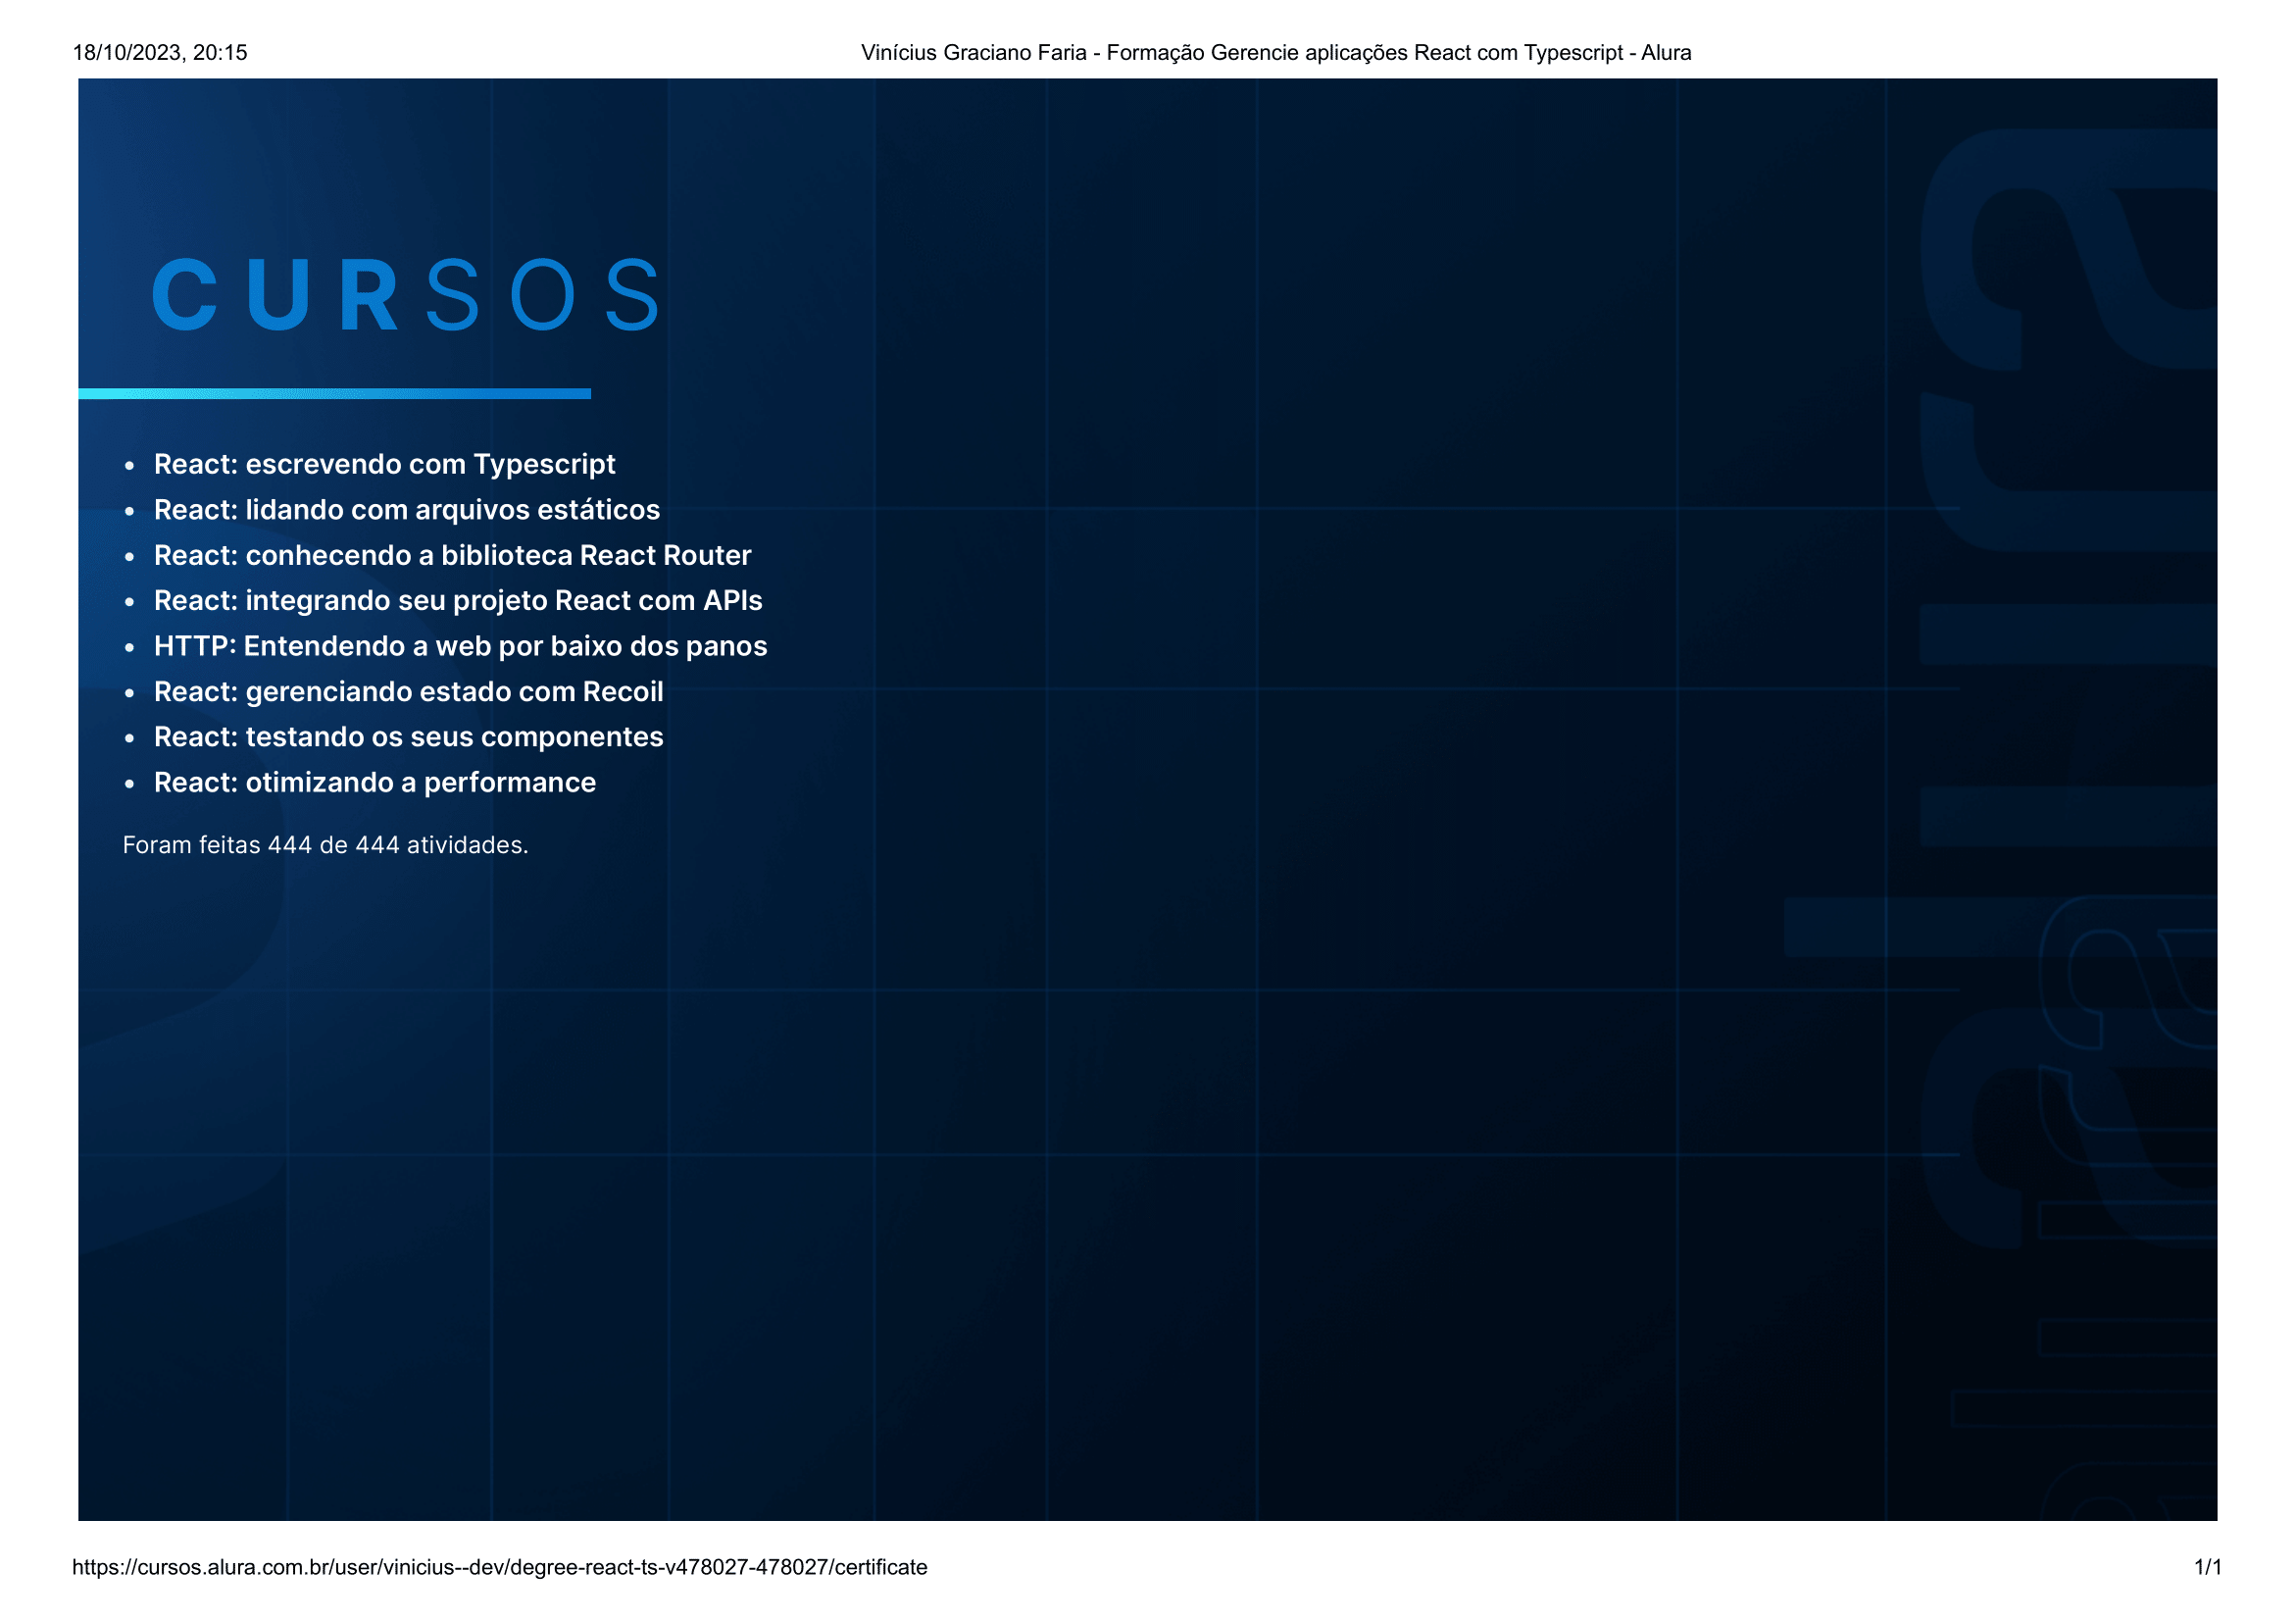 18/10/2023, 20:15
Vinícius Graciano Faria - Formação Gerencie aplicações React com Typescript - Alura
CURSOS
• React: escrevendo com Typescript
• React: lidando com arquivos estáticos
• React: conhecendo a biblioteca React Router
• React: integrando seu projeto React com APIs
• HTTP: Entendendo a web por baixo dos panos
• React: gerenciando estado com Recoil
• React: testando os seus componentes
• React: otimizando a performance
Foram feitas 444 de 444 atividades.
alura
alura
https://cursos.alura.com.br/user/vinicius--dev/degree-react-ts-v478027-478027/certificate
1/1